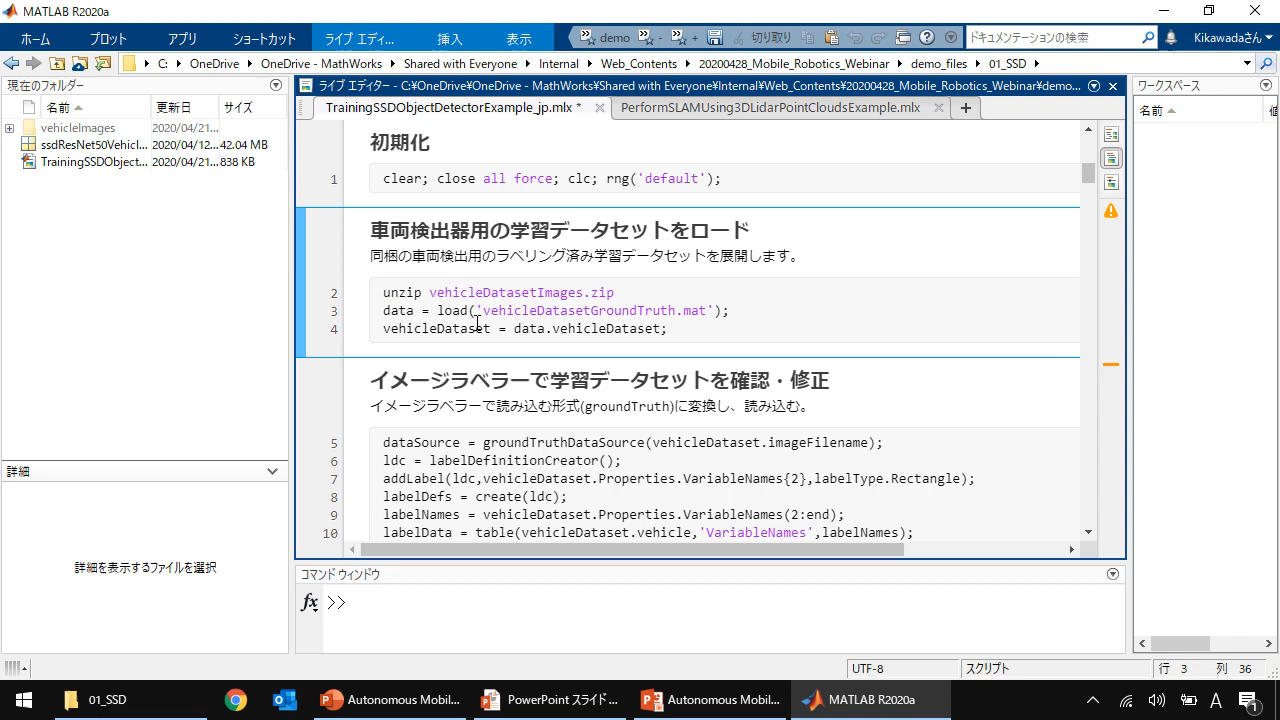 MATLAB R2020a
ホーム プロット アプリ ショートカット ライブ エディ... 挿入 表示 demo 切り取り ドキュメンテーションの検索 Kikawadaさん
C: OneDrive OneDrive - MathWorks Shared with Everyone Internal Web_Contents 20200428_Mobile_Robotics_Webinar demo_files 01_SSD
現在のフォルダー
名前 更新日 サイズ
vehicleImages 2020/04/21...
ssdResNet50Vehicl... 2020/04/12... 42.04 MB
TrainingSSDObject... 2020/04/21... 838 KB
詳細
詳細を表示するファイルを選択
ライブ エディター - C:¥OneDrive¥OneDrive - MathWorks¥Shared with Everyone¥Internal¥Web_Contents¥20200428_Mobile_Robotics_Webinar¥demo...
TrainingSSDObjectDetectorExample_jp.mlx * PerformSLAMUsing3DLidarPointCloudsExample.mlx
初期化
1 clear; close all force; clc; rng('default');
車両検出器用の学習データセットをロード
同梱の車両検出用のラベリング済み学習データセットを展開します。
2 unzip vehicleDatasetImages.zip
3 data = load('vehicleDatasetGroundTruth.mat');
4 vehicleDataset = data.vehicleDataset;
イメージラベラーで学習データセットを確認・修正
イメージラベラーで読み込む形式(groundTruth)に変換し、読み込む。
5 dataSource = groundTruthDataSource(vehicleDataset.imageFilename);
6 ldc = labelDefinitionCreator();
7 addLabel(ldc,vehicleDataset.Properties.VariableNames{2},labelType.Rectangle);
8 labelDefs = create(ldc);
9 labelNames = vehicleDataset.Properties.VariableNames(2:end);
10 labelData = table(vehicleDataset.vehicle,'VariableNames',labelNames);
コマンド ウィンドウ
fx >>
ワークスペース
名前
UTF-8 スクリプト 行 3 列 36
01_SSD Autonomous Mobil... PowerPoint スライド... Autonomous Mobil... MATLAB R2020a A 1